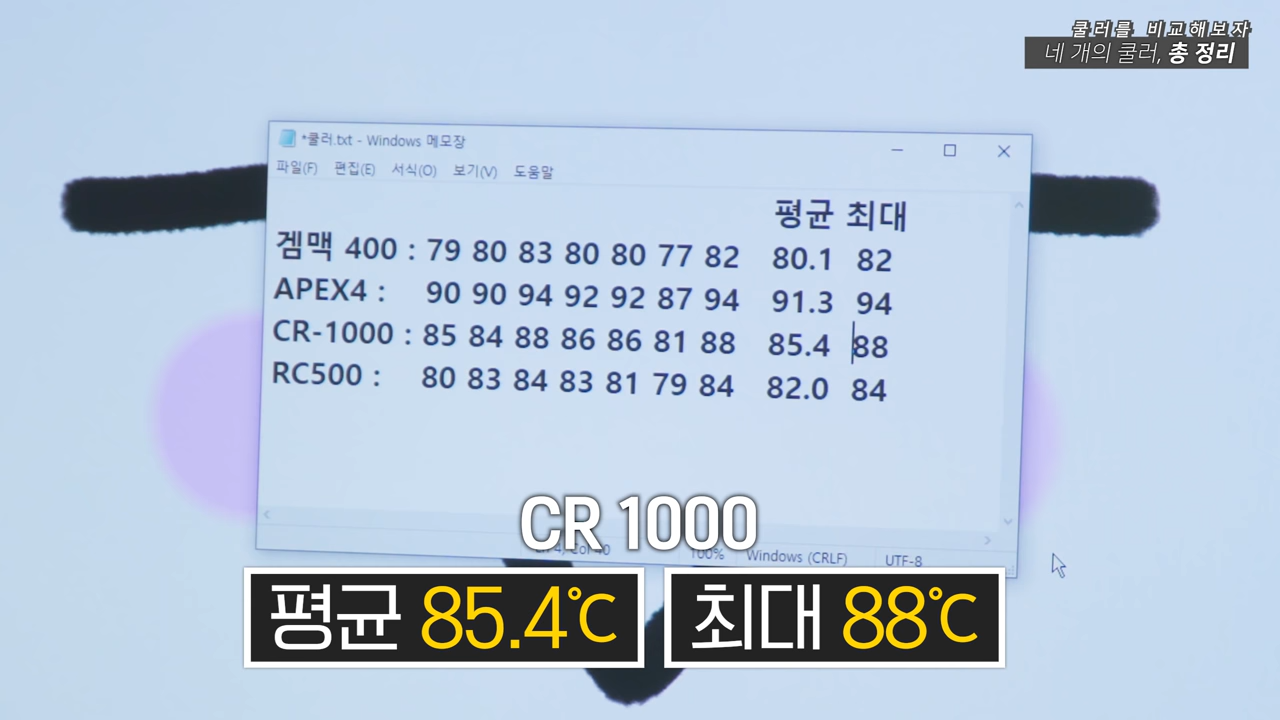 쿨러를 비교해보자
네 개의 쿨러, 총 정리
*쿨러.txt - Windows 메모장
파일(F) 편집(E) 서식(O) 보기(V) 도움말
평균 최대
겜맥 400 : 79 80 83 80 80 77 82 80.1 82
APEX4 : 90 90 94 92 92 87 94 91.3 94
CR-1000 : 85 84 88 86 86 81 88 85.4 88
RC500 : 80 83 84 83 81 79 84 82.0 84
CR 1000
100% Windows (CRLF) UTF-8
평균 85.4℃ 최대 88℃